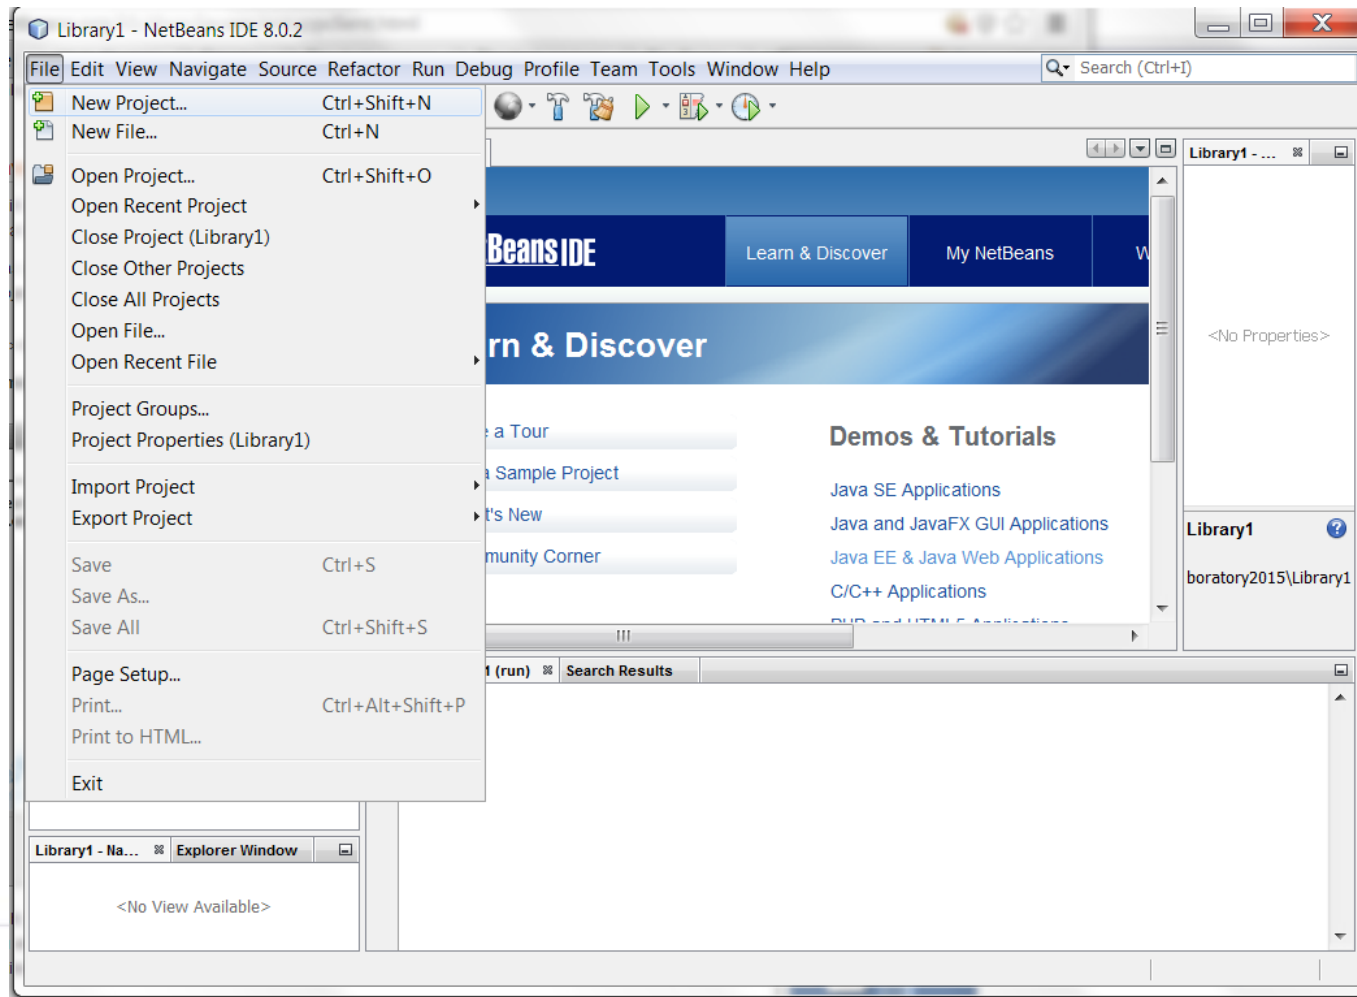 Library1 - NetBeans IDE 8.0.2
File Edit View Navigate Source Refactor Run Debug Profile Team Tools Window Help
Search (Ctrl+I)
New Project... Ctrl+Shift+N
New File... Ctrl+N
Open Project... Ctrl+Shift+O
Open Recent Project
Close Project (Library1)
Close Other Projects
Close All Projects
Open File...
Open Recent File
Project Groups...
Project Properties (Library1)
Import Project
Export Project
Save Ctrl+S
Save As...
Save All Ctrl+Shift+S
Page Setup...
Print... Ctrl+Alt+Shift+P
Print to HTML...
Exit
Beans IDE
Learn & Discover
My NetBeans
W
rn & Discover
a Tour
Sample Project
t's New
munity Corner
Demos & Tutorials
Java SE Applications
Java and JavaFX GUI Applications
Java EE & Java Web Applications
C/C++ Applications
PHP and HTML5 Applications
Library1 - ...
<No Properties>
Library1
boratory2015\Library1
1 (run)
Search Results
Library1 - Na...
Explorer Window
<No View Available>